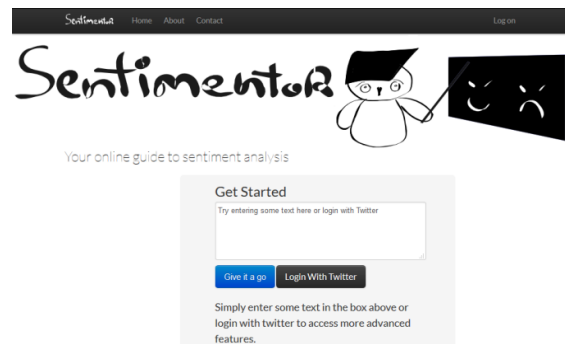 Sentimentor Home About Contact Log on
SentimentoR
Your online guide to sentiment analysis
Get Started
Try entering some text here or login with Twitter
Give it a go Login With Twitter
Simply enter some text in the box above or
login with twitter to access more advanced
features.